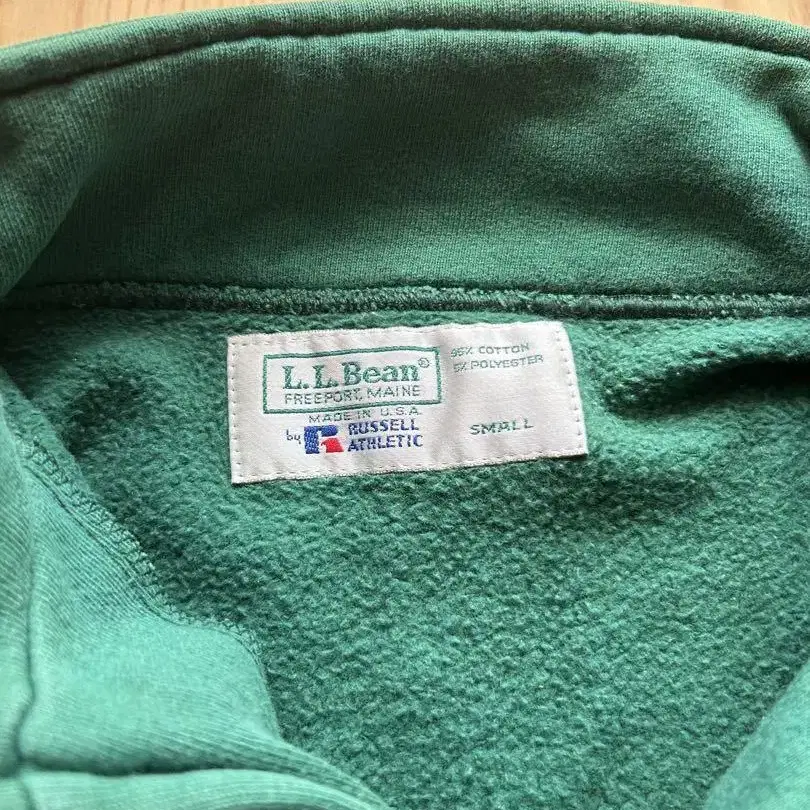 L.L.Bean®
FREEPORT, MAINE
MADE IN U.S.A.
by R RUSSELL
ATHLETIC
95% COTTON
5% POLYESTER
SMALL